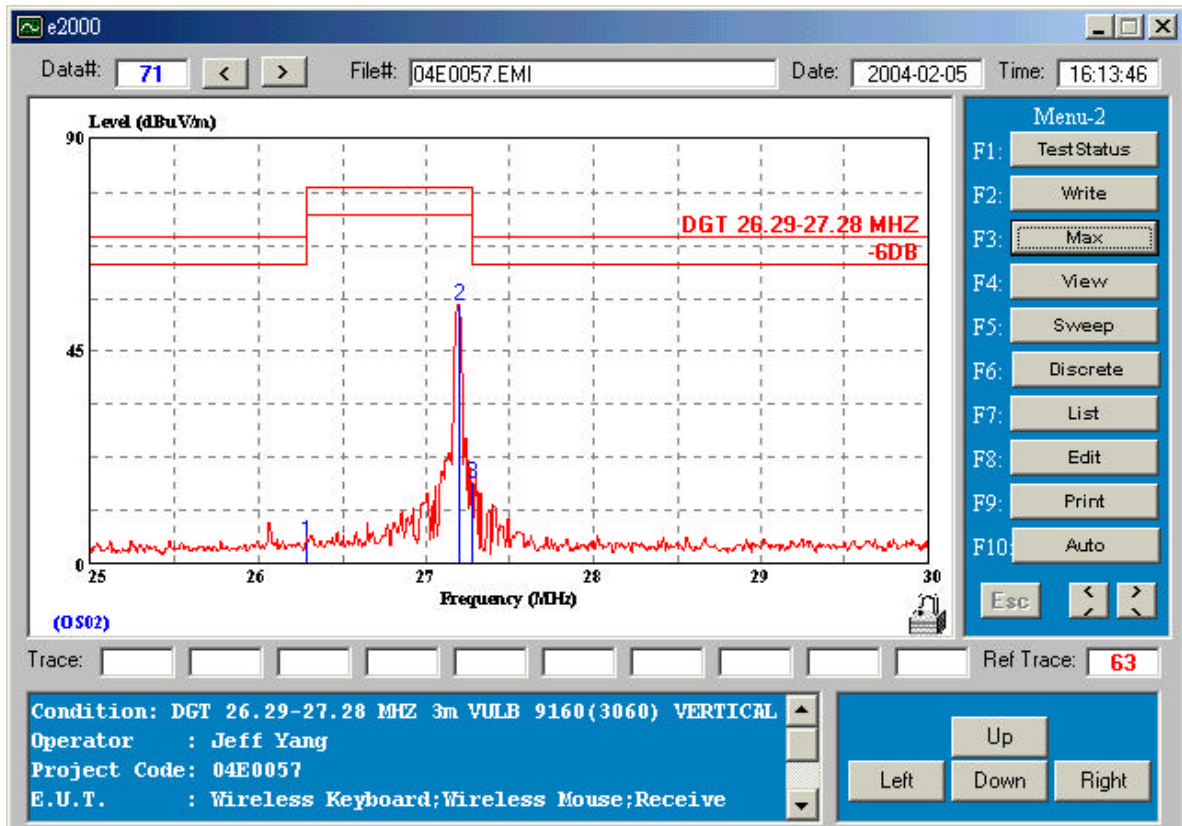 e2000
Data#: 71 < > File#: 04E0057.EMI Date: 2004-02-05 Time: 16:13:46
Level (dBuV/m)
90
DGT 26.29-27.28 MHZ
-6DB
2
45
3
1
0
25 26 27 28 29 30
Frequency (MHz)
(OS02)
Menu-2
F1: TestStatus
F2: Write
F3: Max
F4: View
F5: Sweep
F6: Discrete
F7: List
F8: Edit
F9: Print
F10: Auto
Esc
Trace: Ref Trace: 63
Condition: DGT 26.29-27.28 MHZ 3m VULB 9160(3060) VERTICAL
Operator : Jeff Yang
Project Code: 04E0057
E.U.T. : Wireless Keyboard;Wireless Mouse;Receive
Up
Left Down Right